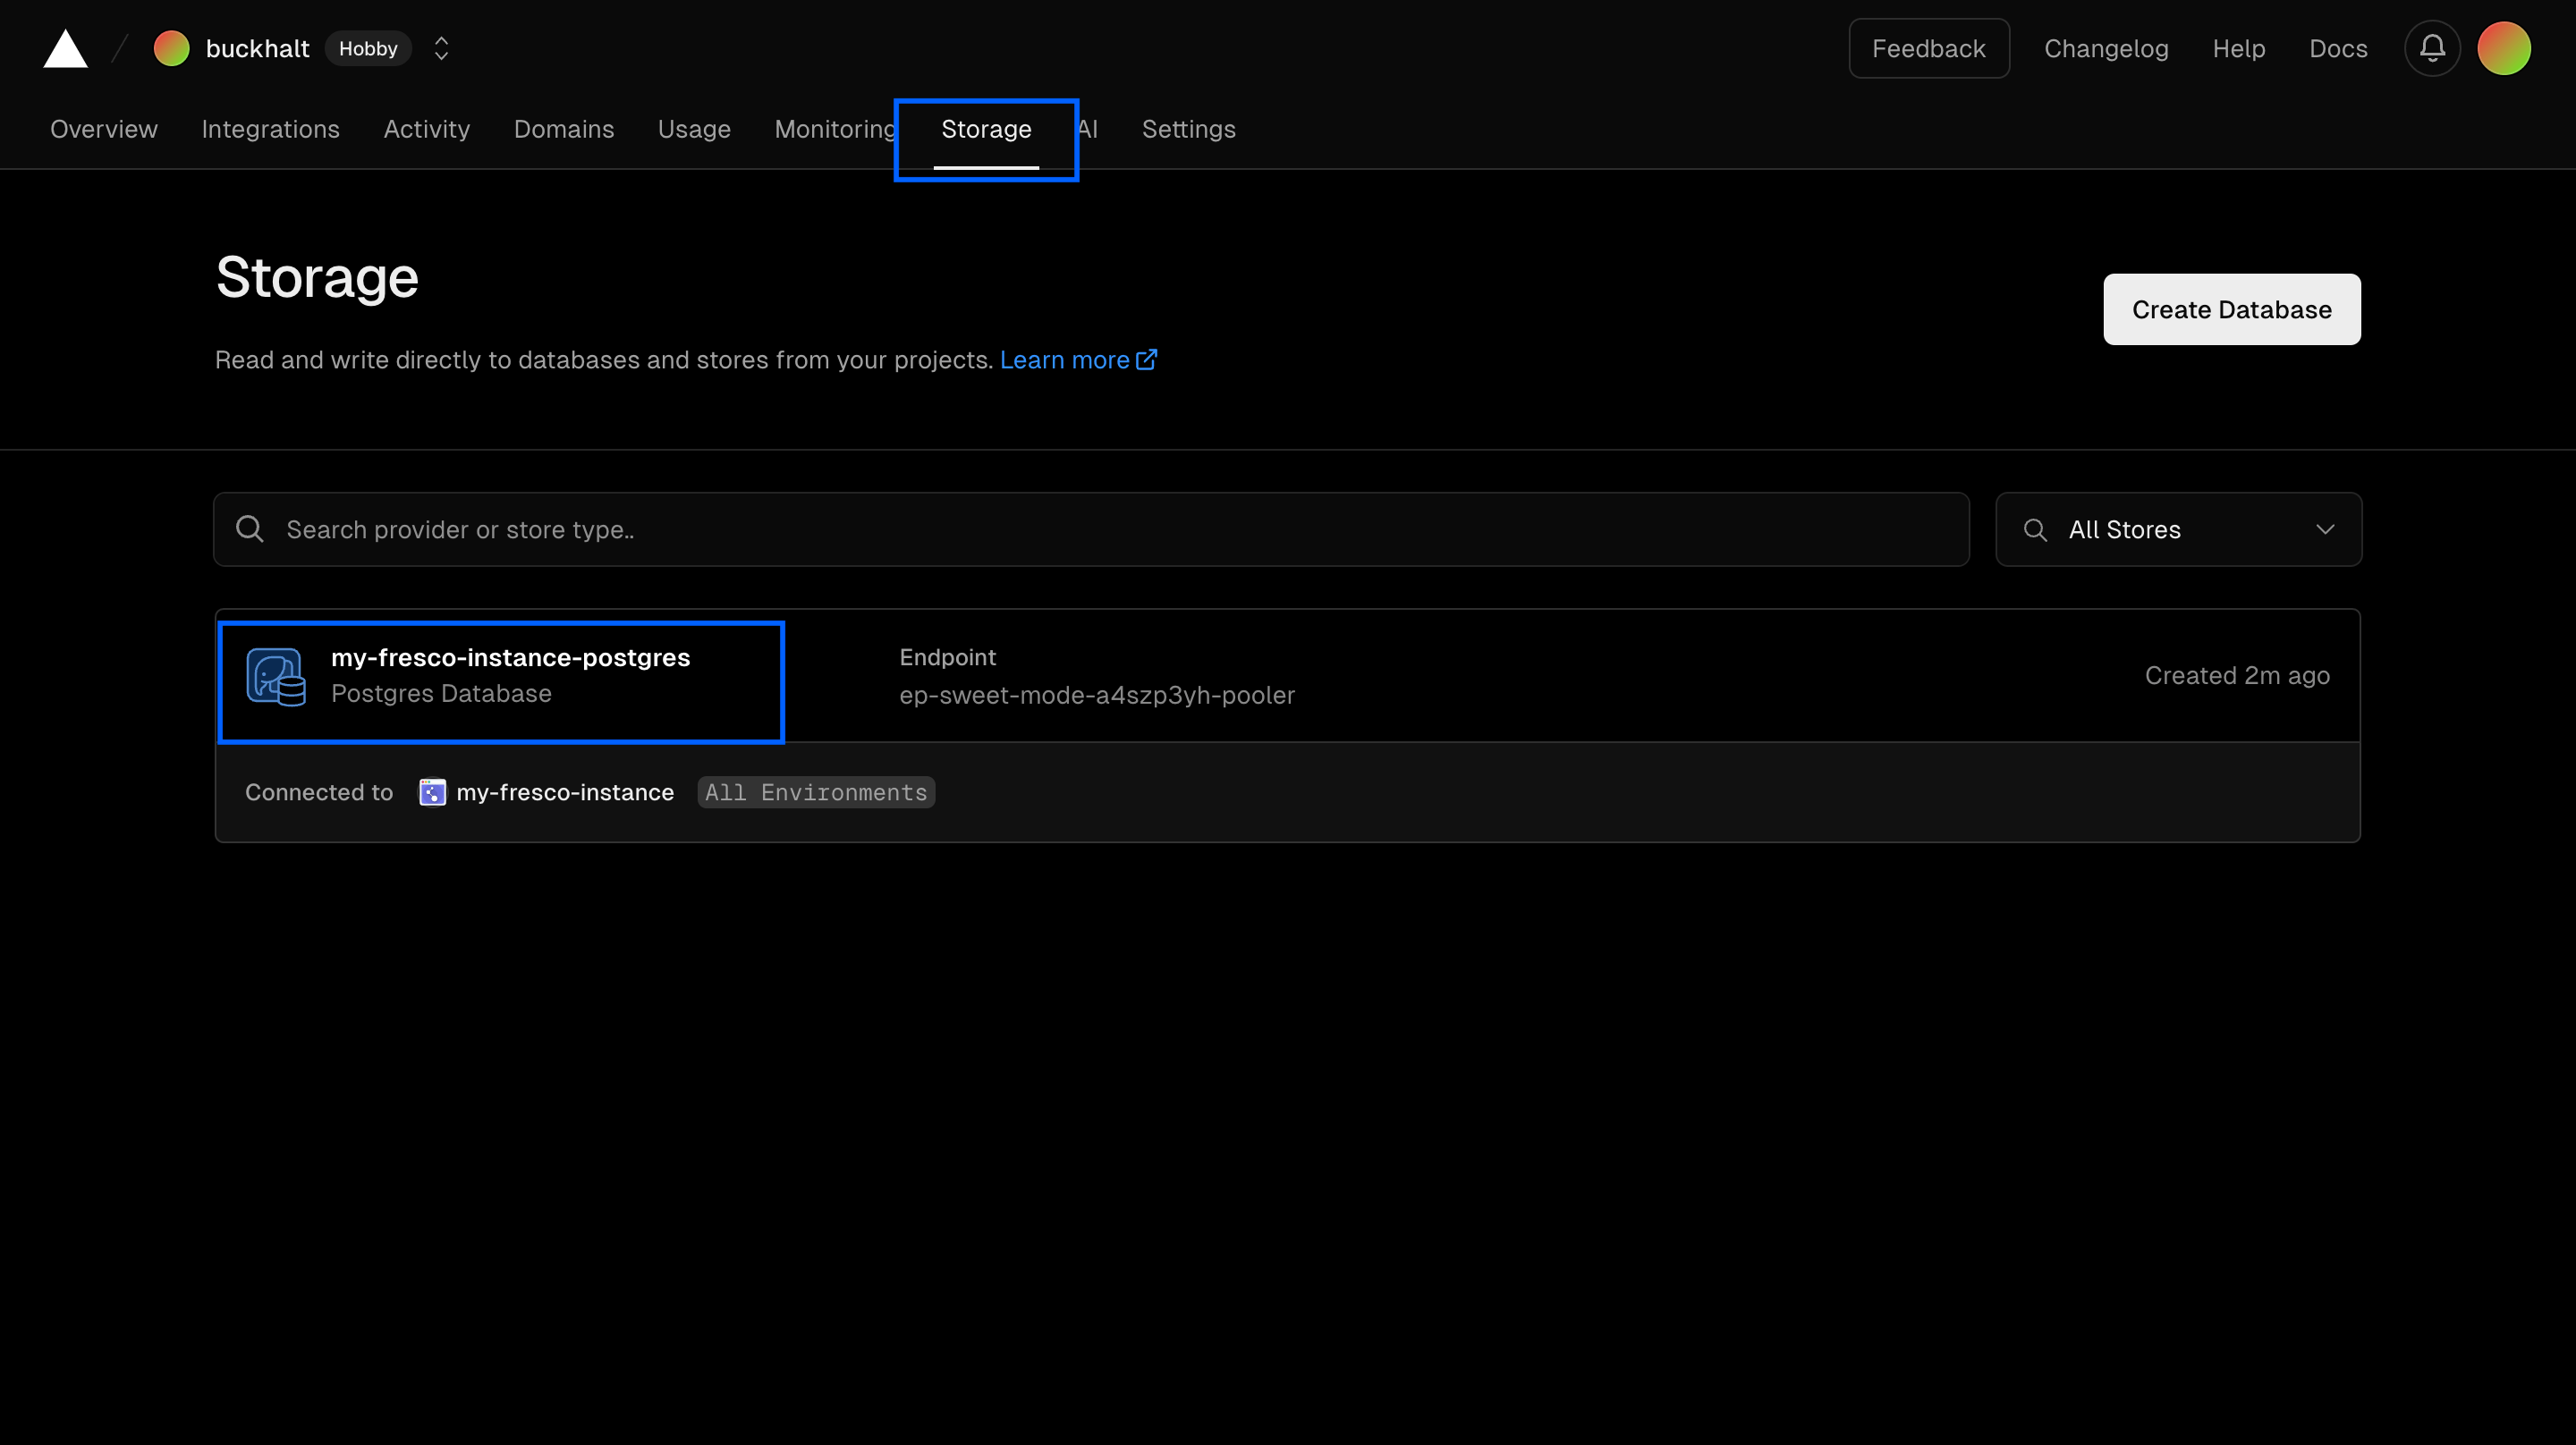 buckhalt Hobby Feedback Changelog Help Docs
Overview Integrations Activity Domains Usage Monitoring Storage AI Settings
Storage
Create Database
Read and write directly to databases and stores from your projects. Learn more
Search provider or store type.. All Stores
my-fresco-instance-postgres
Postgres Database
Endpoint
ep-sweet-mode-a4szp3yh-pooler
Created 2m ago
Connected to my-fresco-instance All Environments